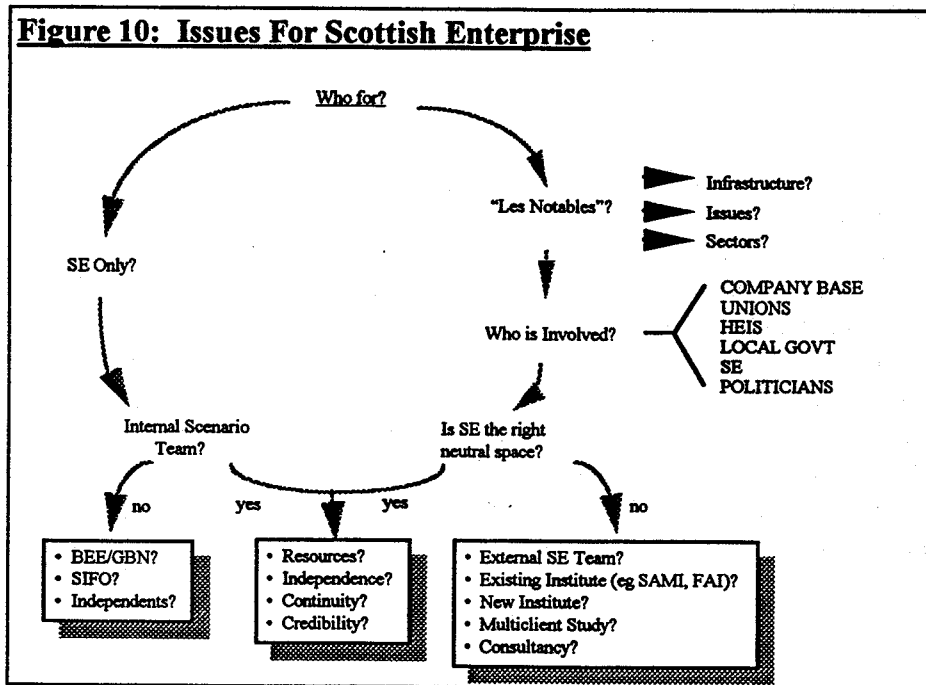 Figure 10: Issues For Scottish Enterprise
Who for?
"Les Notables"?
Infrastructure?
Issues?
Sectors?
SE Only?
Who is Involved?
COMPANY BASE
UNIONS
HEIS
LOCAL GOVT
SE
POLITICIANS
Internal Scenario
Team?
Is SE the right
neutral space?
no
yes
yes
no
• BEE/GBN?
• SIFO?
• Independents?
• Resources?
• Independence?
• Continuity?
• Credibility?
• External SE Team?
• Existing Institute (eg SAMI, FAI)?
• New Institute?
• Multiclient Study?
• Consultancy?